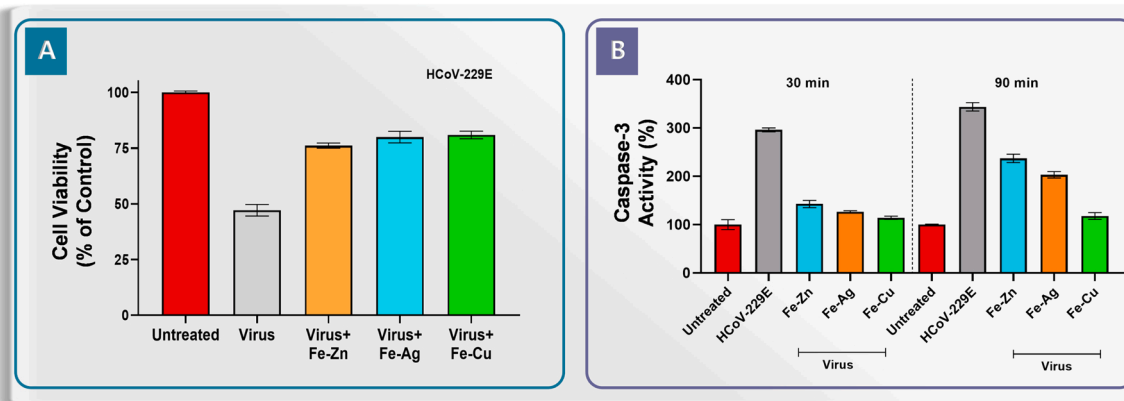 A
HCoV-229E
Cell Viability
(% of Control)
100
75
50
25
0
Untreated
Virus
Virus+
Fe-Zn
Virus+
Fe-Ag
Virus+
Fe-Cu
B
30 min
90 min
Caspase-3
Activity (%)
400
300
200
100
0
Untreated
HCoV-229E
Fe-Zn
Fe-Ag
Fe-Cu
Untreated
HCoV-229E
Fe-Zn
Fe-Ag
Fe-Cu
Virus
Virus